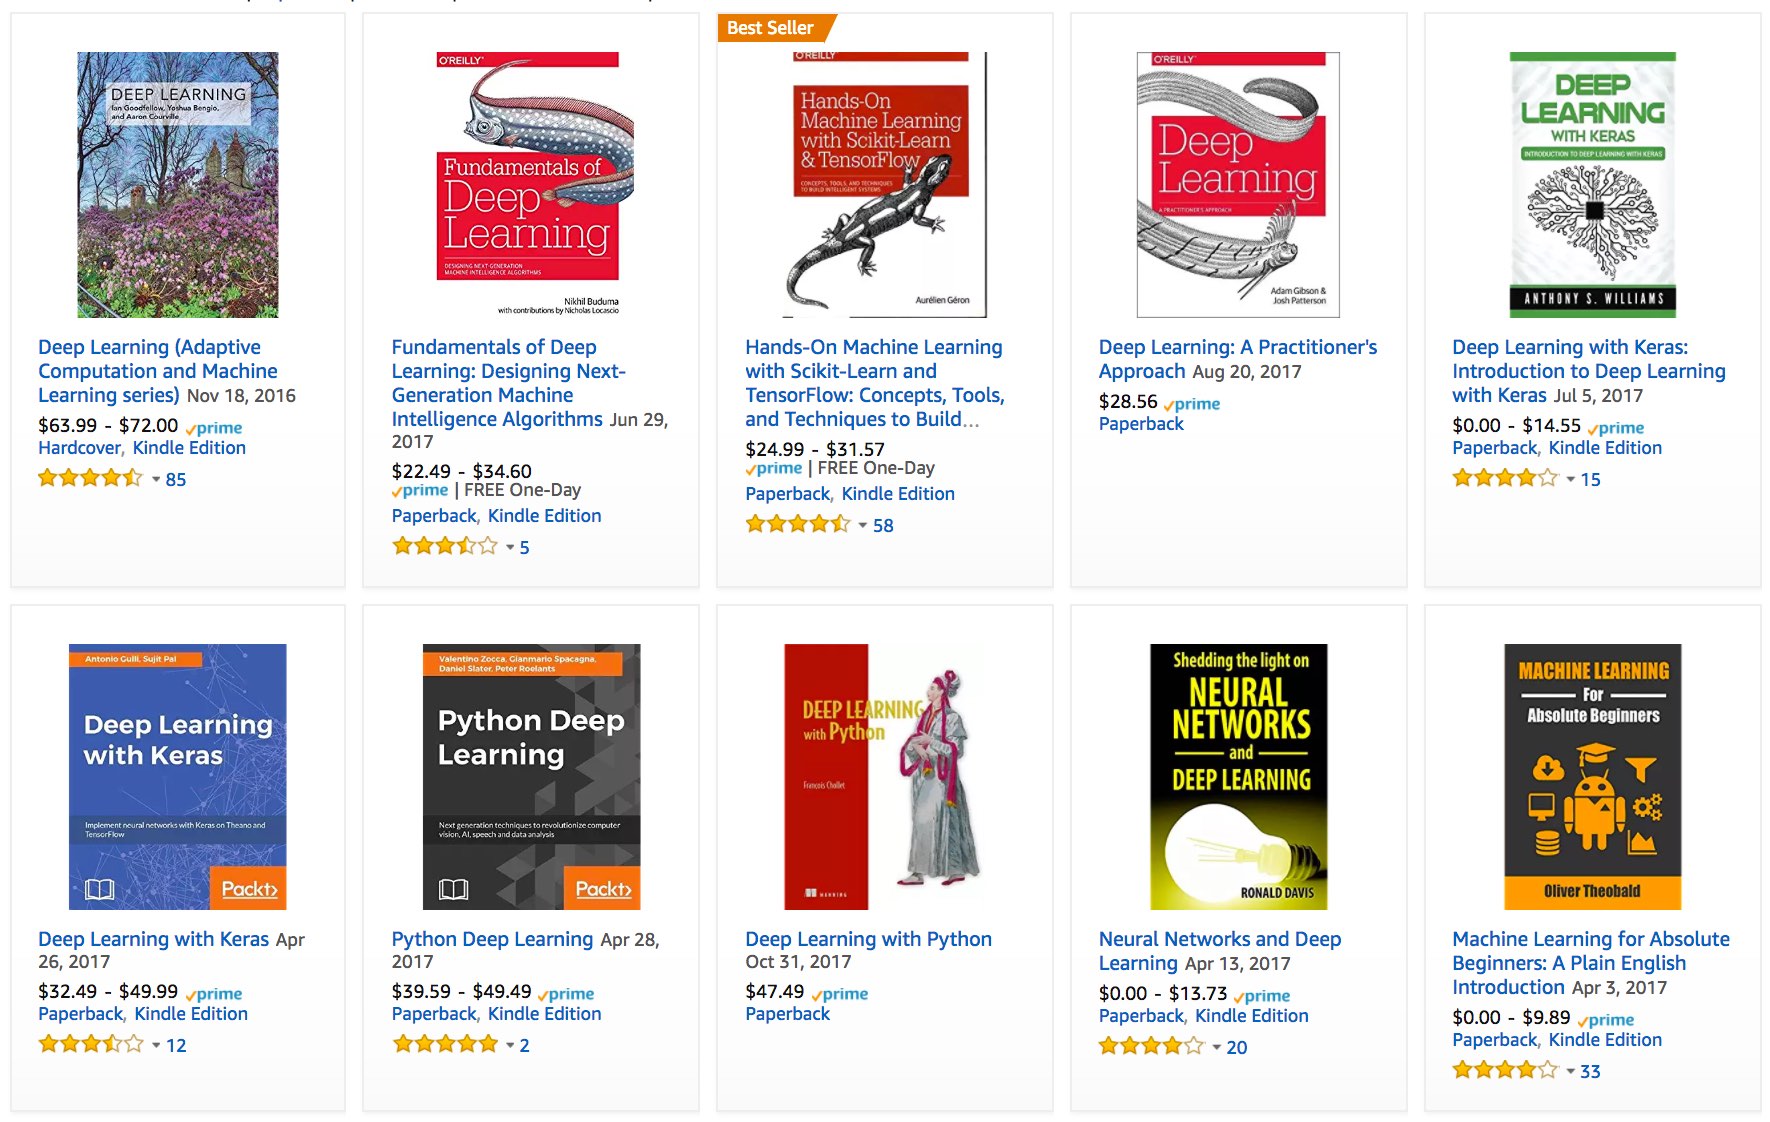 DEEP LEARNING
Ian Goodfellow, Yoshua Bengio,
and Aaron Courville
Deep Learning (Adaptive
Computation and Machine
Learning series) Nov 18, 2016
$63.99 - $72.00 prime
Hardcover, Kindle Edition
85
O'REILLY™
Fundamentals of
Deep
Learning
DESIGNING NEXT-GENERATION
MACHINE INTELLIGENCE ALGORITHMS
Nikhil Buduma
with contributions by Nicholas Locascio
Fundamentals of Deep
Learning: Designing Next-
Generation Machine
Intelligence Algorithms Jun 29,
2017
$22.49 - $34.60
prime | FREE One-Day
Paperback, Kindle Edition
5
Best Seller
O'REILLY
Hands-On
Machine Learning
with Scikit-Learn
& TensorFlow
CONCEPTS, TOOLS, AND TECHNIQUES
TO BUILD INTELLIGENT SYSTEMS
Aurélien Géron
Hands-On Machine Learning
with Scikit-Learn and
TensorFlow: Concepts, Tools,
and Techniques to Build...
$24.99 - $31.57
prime | FREE One-Day
Paperback, Kindle Edition
58
O'REILLY™
Deep
Learning
A PRACTITIONER'S APPROACH
Adam Gibson &
Josh Patterson
Deep Learning: A Practitioner's
Approach Aug 20, 2017
$28.56 prime
Paperback
DEEP
LEARNING
WITH KERAS
INTRODUCTION TO DEEP LEARNING WITH KERAS
ANTHONY S. WILLIAMS
Deep Learning with Keras:
Introduction to Deep Learning
with Keras Jul 5, 2017
$0.00 - $14.55 prime
Paperback, Kindle Edition
15
Antonio Gulli, Sujit Pal
Deep Learning
with Keras
Implement neural networks with Keras on Theano and
TensorFlow
Packt>
Deep Learning with Keras Apr
26, 2017
$32.49 - $49.99 prime
Paperback, Kindle Edition
12
Valentino Zocca, Gianmario Spacagna,
Daniel Slater, Peter Roelants
Python Deep
Learning
Next generation techniques to revolutionize computer
vision, AI, speech and data analysis
Packt>
Python Deep Learning Apr 28,
2017
$39.59 - $49.49 prime
Paperback, Kindle Edition
2
DEEP LEARNING
with Python
François Chollet
MANNING
Deep Learning with Python
Oct 31, 2017
$47.49 prime
Paperback
Shedding the light on
NEURAL
NETWORKS
and
DEEP LEARNING
RONALD DAVIS
Neural Networks and Deep
Learning Apr 13, 2017
$0.00 - $13.73 prime
Paperback, Kindle Edition
20
MACHINE LEARNING
For
Absolute Beginners
Oliver Theobald
Machine Learning for Absolute
Beginners: A Plain English
Introduction Apr 3, 2017
$0.00 - $9.89 prime
Paperback, Kindle Edition
33